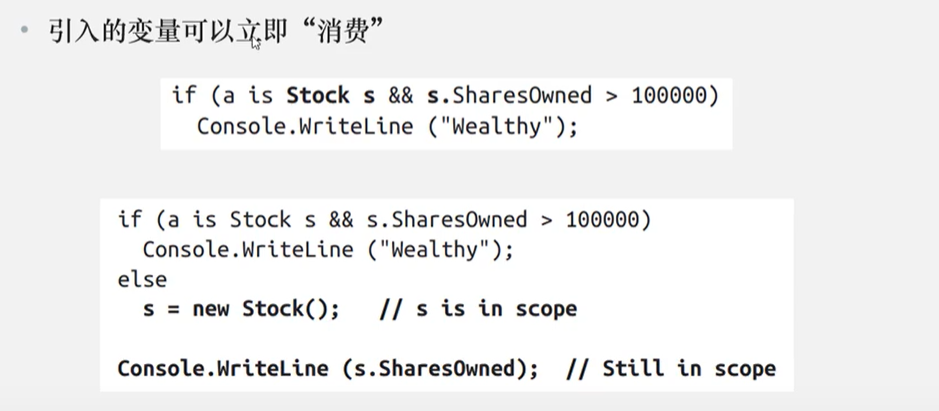 • 引入的变量可以立即“消费”
if (a is Stock s && s.SharesOwned > 100000)
Console.WriteLine ("Wealthy");
if (a is Stock s && s.SharesOwned > 100000)
Console.WriteLine ("Wealthy");
else
s = new Stock(); // s is in scope
Console.WriteLine (s.SharesOwned); // Still in scope